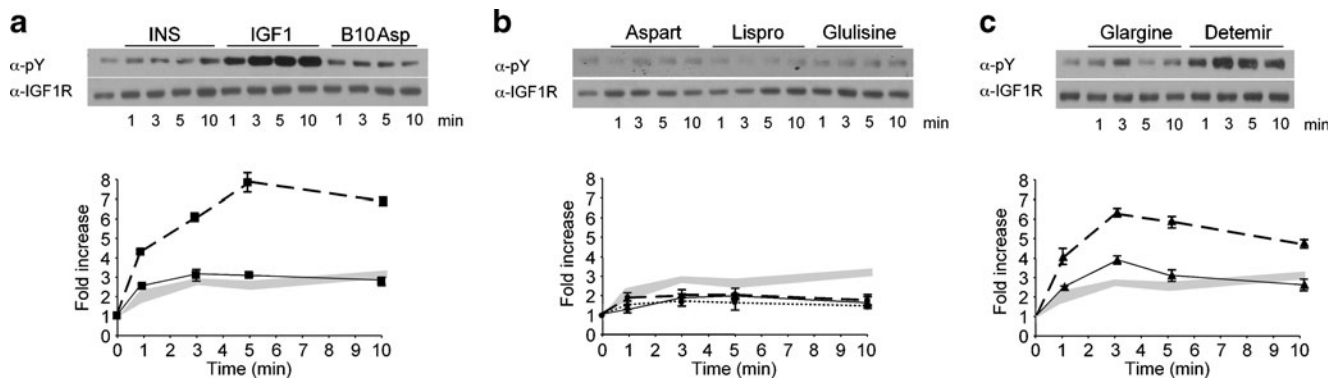 a
INS IGF1 B10Asp
α-pY
α-IGF1R
1 3 5 10 1 3 5 10 1 3 5 10 min
Fold increase
8
7
6
5
4
3
2
1
0
0 1 2 3 4 5 6 7 8 9 10
Time (min)
b
Aspart Lispro Glulisine
α-pY
α-IGF1R
1 3 5 10 1 3 5 10 1 3 5 10 min
Fold increase
8
7
6
5
4
3
2
1
0
0 1 2 3 4 5 6 7 8 9 10
Time (min)
c
Glargine Detemir
α-pY
α-IGF1R
1 3 5 10 1 3 5 10 min
Fold increase
8
7
6
5
4
3
2
1
0
0 1 2 3 4 5 6 7 8 9 10
Time (min)